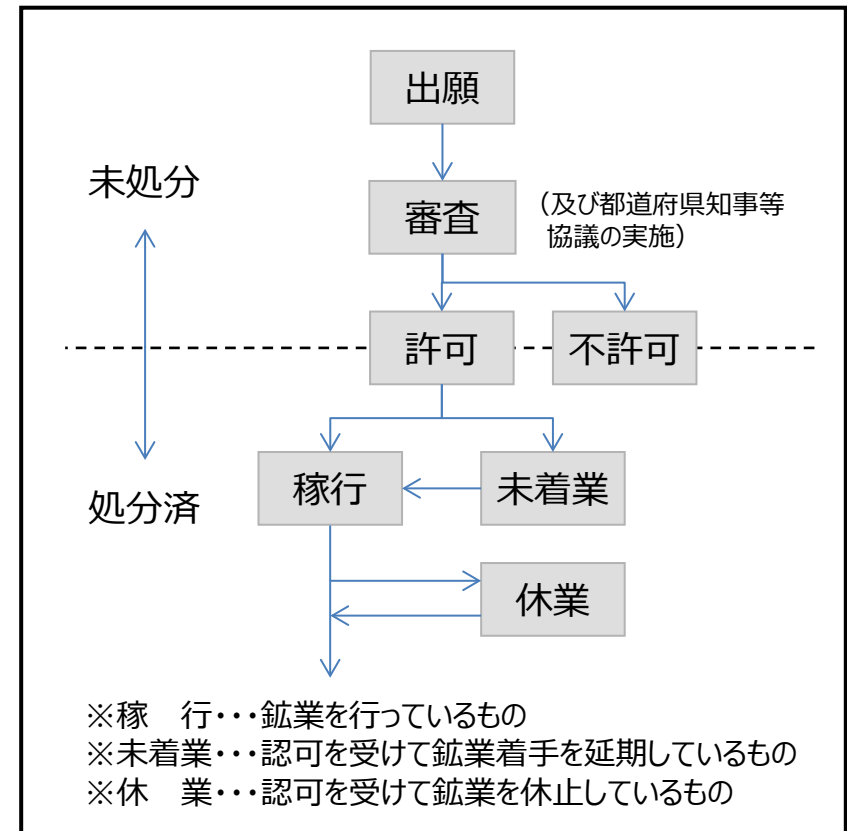 出願
未処分
審査
（及び都道府県知事等
協議の実施）
許可
不許可
稼行
未着業
処分済
休業
※稼　行・・・鉱業を行っているもの
※未着業・・・認可を受けて鉱業着手を延期しているもの
※休　業・・・認可を受けて鉱業を休止しているもの